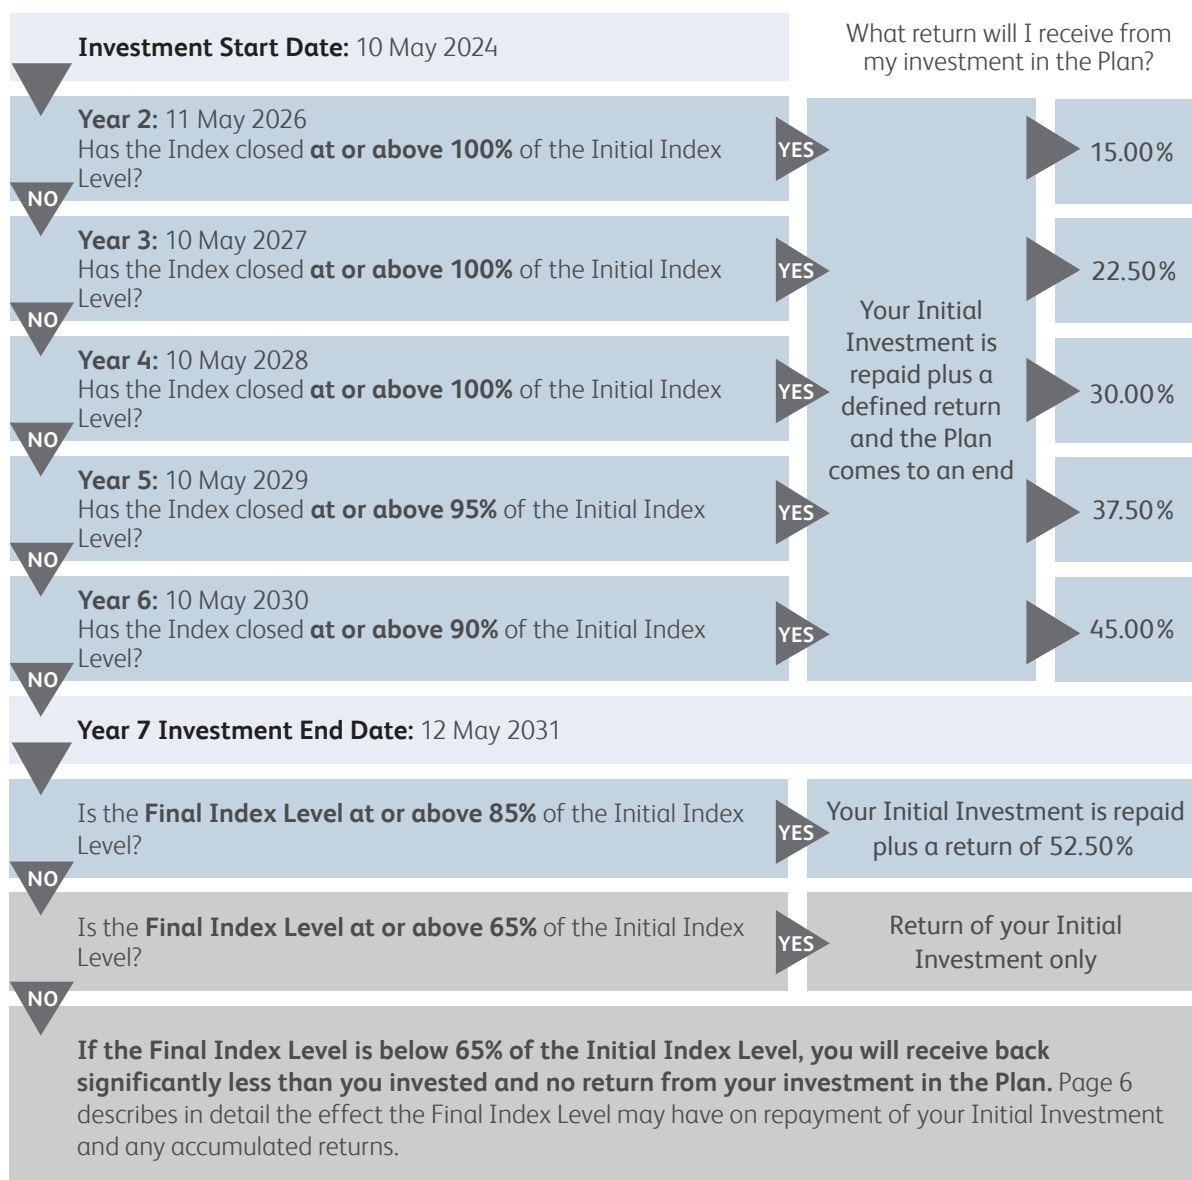 Investment Start Date: 10 May 2024
What return will I receive from
my investment in the Plan?
Year 2: 11 May 2026
Has the Index closed at or above 100% of the Initial Index
Level?
YES
15.00%
NO
Year 3: 10 May 2027
Has the Index closed at or above 100% of the Initial Index
Level?
YES
22.50%
NO
Year 4: 10 May 2028
Has the Index closed at or above 100% of the Initial Index
Level?
YES
Your Initial
Investment is
repaid plus a
defined return
and the Plan
comes to an end
30.00%
NO
Year 5: 10 May 2029
Has the Index closed at or above 95% of the Initial Index
Level?
YES
37.50%
NO
Year 6: 10 May 2030
Has the Index closed at or above 90% of the Initial Index
Level?
YES
45.00%
NO
Year 7 Investment End Date: 12 May 2031
Is the Final Index Level at or above 85% of the Initial Index
Level?
YES
Your Initial Investment is repaid
plus a return of 52.50%
NO
Is the Final Index Level at or above 65% of the Initial Index
Level?
YES
Return of your Initial
Investment only
NO
If the Final Index Level is below 65% of the Initial Index Level, you will receive back
significantly less than you invested and no return from your investment in the Plan. Page 6
describes in detail the effect the Final Index Level may have on repayment of your Initial Investment
and any accumulated returns.